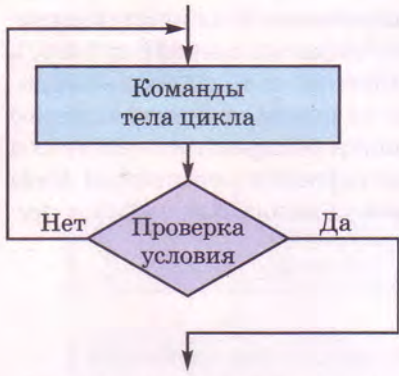 Команды
тела цикла
Нет
Проверка
условия
Да